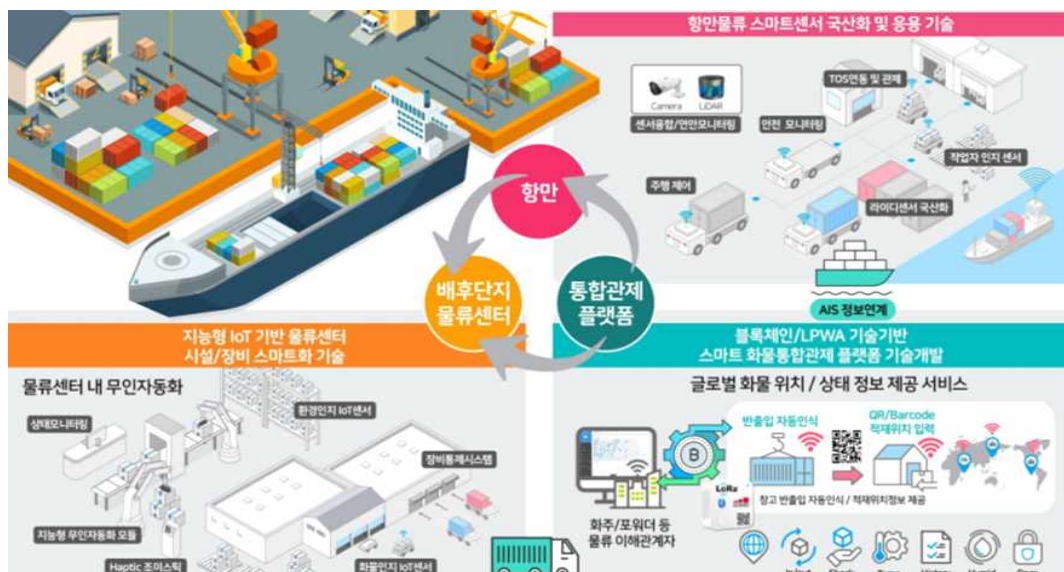 항만물류 스마트센서 국산화 및 응용 기술
Camera
LiDAR
센서융합/연안모니터링
TOS연동 및 관제
안전 모니터링
작업자 인지 센서
주행 제어
라이다센서 국산화
항만
배후단지
물류센터
통합관제
플랫폼
AIS 정보연계
지능형 IoT 기반 물류센터
시설/장비 스마트화 기술
물류센터 내 무인자동화
상태모니터링
환경인지 IoT센서
장비통제시스템
지능형 무인자동화 모듈
Haptic 조이스틱
화물인지 IoT센서
블록체인/LPWA 기술기반
스마트 화물통합관제 플랫폼 기술개발
글로벌 화물 위치 / 상태 정보 제공 서비스
반출입 자동인식
QR/Barcode
적재위치 입력
B
LoRa
창고 반출입 자동인식 / 적재위치정보 제공
화주/포워더 등
물류 이해관계자